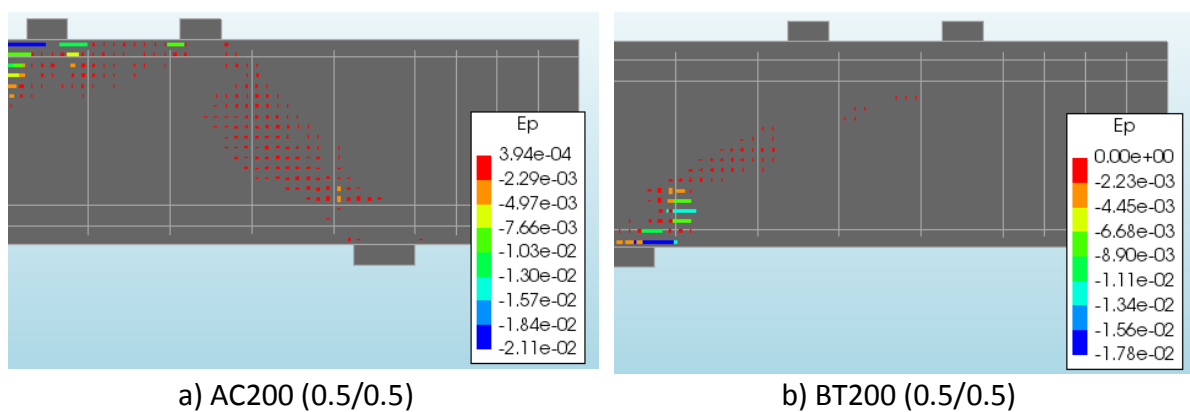 Ep
3.94e-04
-2.29e-03
-4.97e-03
-7.66e-03
-1.03e-02
-1.30e-02
-1.57e-02
-1.84e-02
-2.11e-02
Ep
0.00e+00
-2.23e-03
-4.45e-03
-6.68e-03
-8.90e-03
-1.11e-02
-1.34e-02
-1.56e-02
-1.78e-02
a) AC200 (0.5/0.5)
b) BT200 (0.5/0.5)